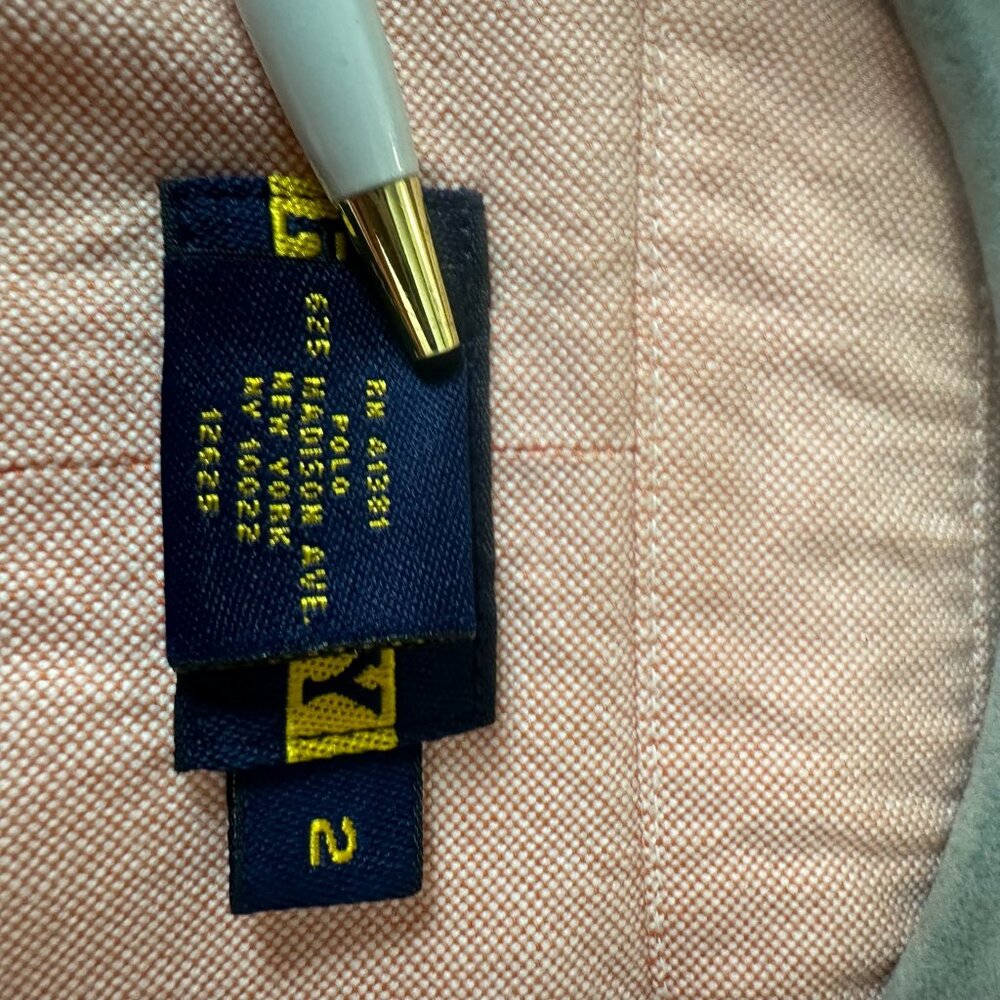 RN 41381
POLO
625 MADISON AVE.
NEW YORK
NY 10022
12625
Y
2